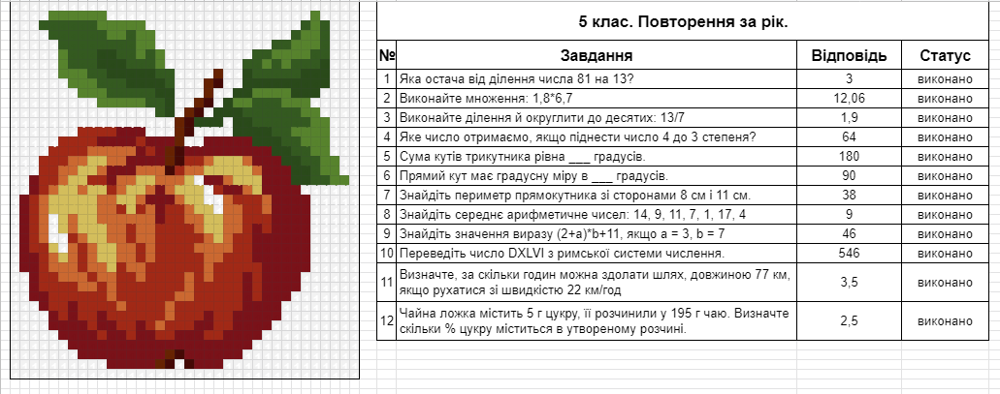 5 клас. Повторення за рік.
№ Завдання Відповідь Статус
1 Яка остача від ділення числа 81 на 13? 3 виконано
2 Виконайте множення: 1,8*6,7 12,06 виконано
3 Виконайте ділення й округлити до десятих: 13/7 1,9 виконано
4 Яке число отримаємо, якщо піднести число 4 до 3 степеня? 64 виконано
5 Сума кутів трикутника рівна ___ градусів. 180 виконано
6 Прямий кут має градусну міру в ___ градусів. 90 виконано
7 Знайдіть периметр прямокутника зі сторонами 8 см і 11 см. 38 виконано
8 Знайдіть середнє арифметичне чисел: 14, 9, 11, 7, 1, 17, 4 9 виконано
9 Знайдіть значення виразу (2+a)*b+11, якщо a = 3, b = 7 46 виконано
10 Переведіть число DXLVI з римської системи числення. 546 виконано
11 Визначте, за скільки годин можна здолати шлях, довжиною 77 км,
якщо рухатися зі швидкістю 22 км/год 3,5 виконано
12 Чайна ложка містить 5 г цукру, її розчинили у 195 г чаю. Визначте
скільки % цукру міститься в утвореному розчині. 2,5 виконано